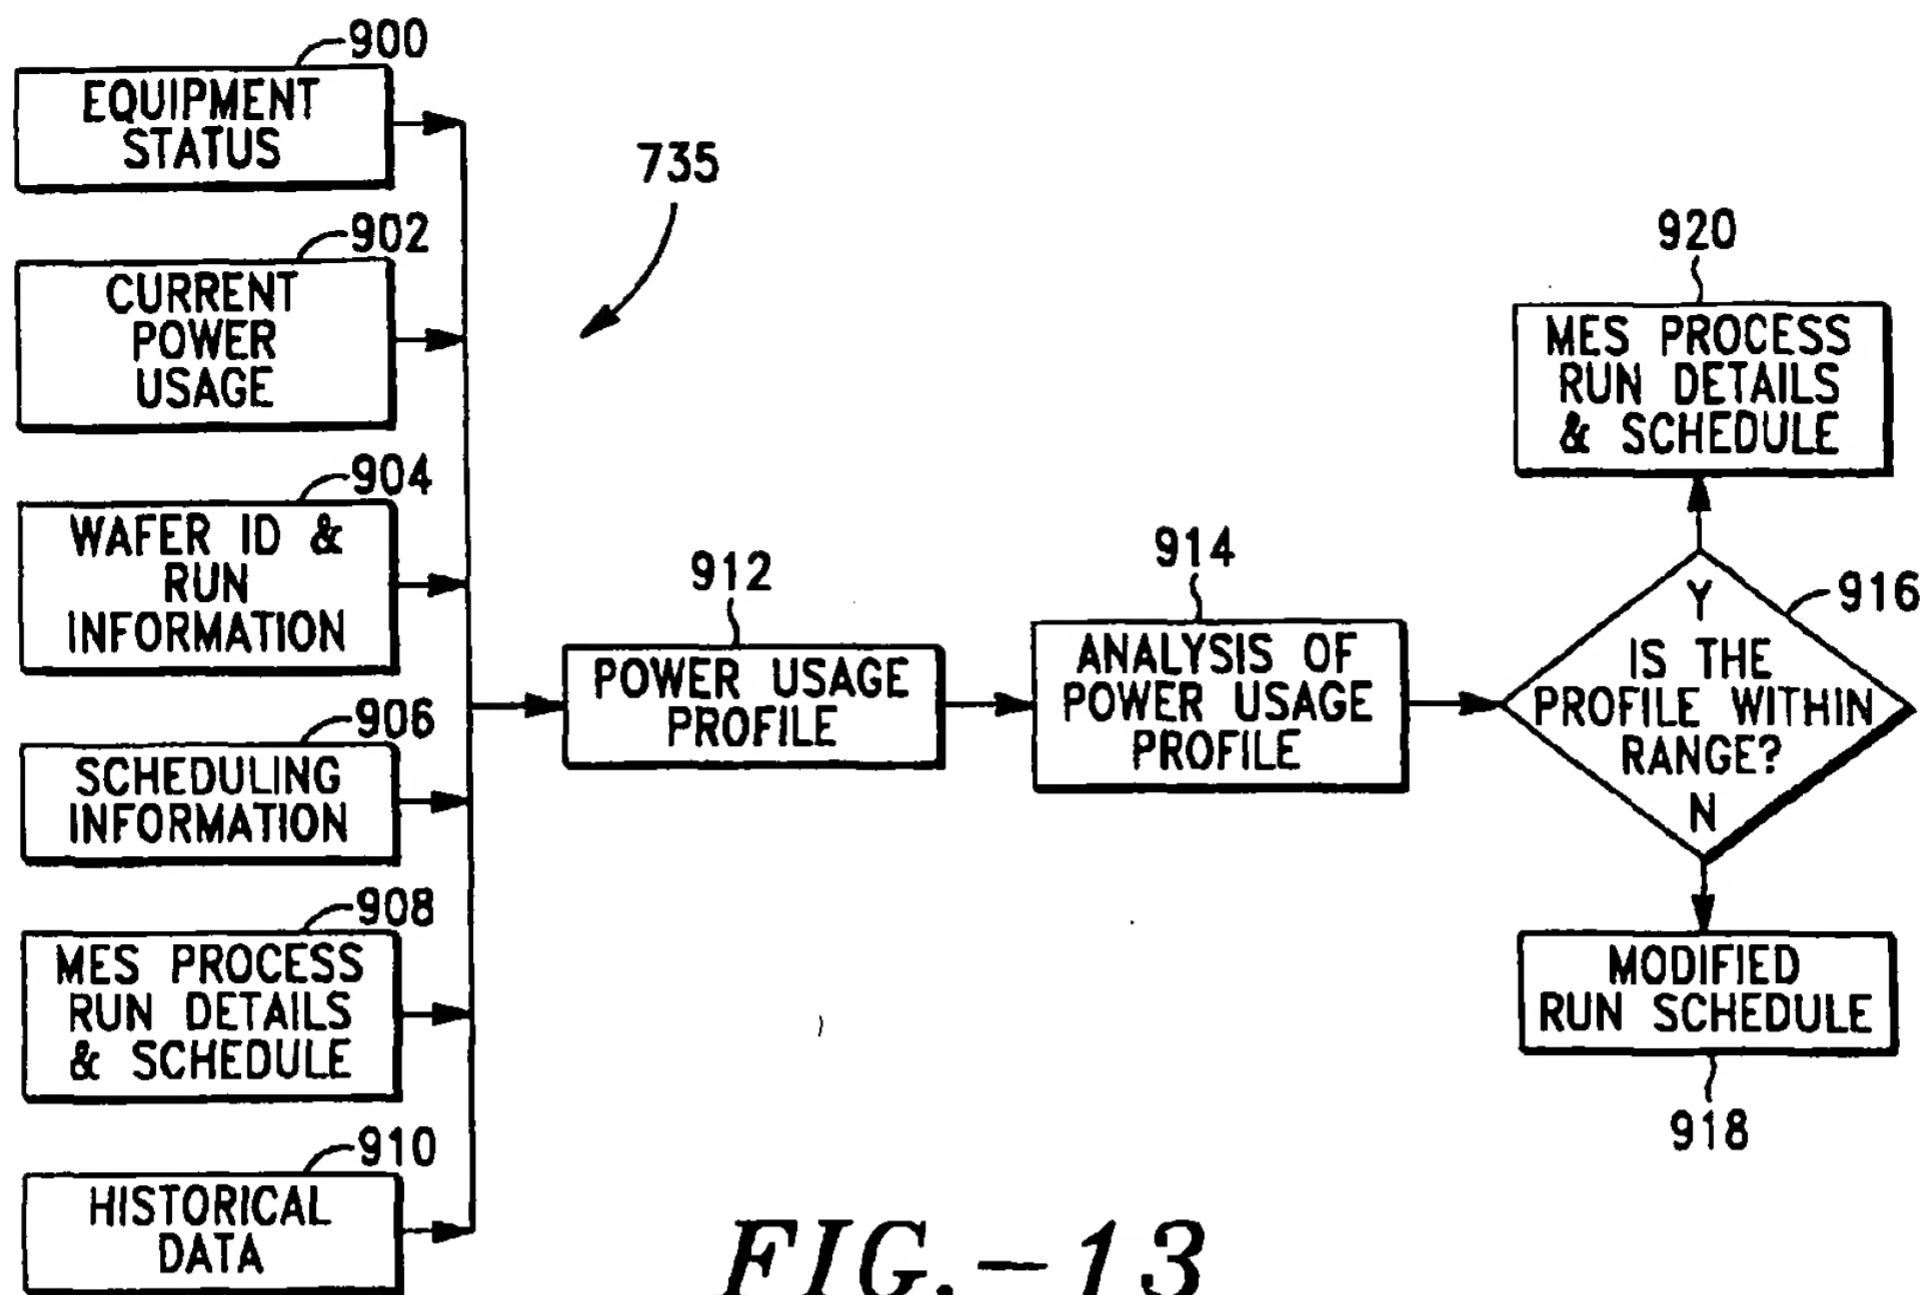 900
EQUIPMENT
STATUS
902
CURRENT
POWER
USAGE
904
WAFER ID &
RUN
INFORMATION
906
SCHEDULING
INFORMATION
908
MES PROCESS
RUN DETAILS
& SCHEDULE
910
HISTORICAL
DATA
735
912
POWER USAGE
PROFILE
914
ANALYSIS OF
POWER USAGE
PROFILE
920
MES PROCESS
RUN DETAILS
& SCHEDULE
916
Y
IS THE
PROFILE WITHIN
RANGE?
N
MODIFIED
RUN SCHEDULE
918
FIG.-13